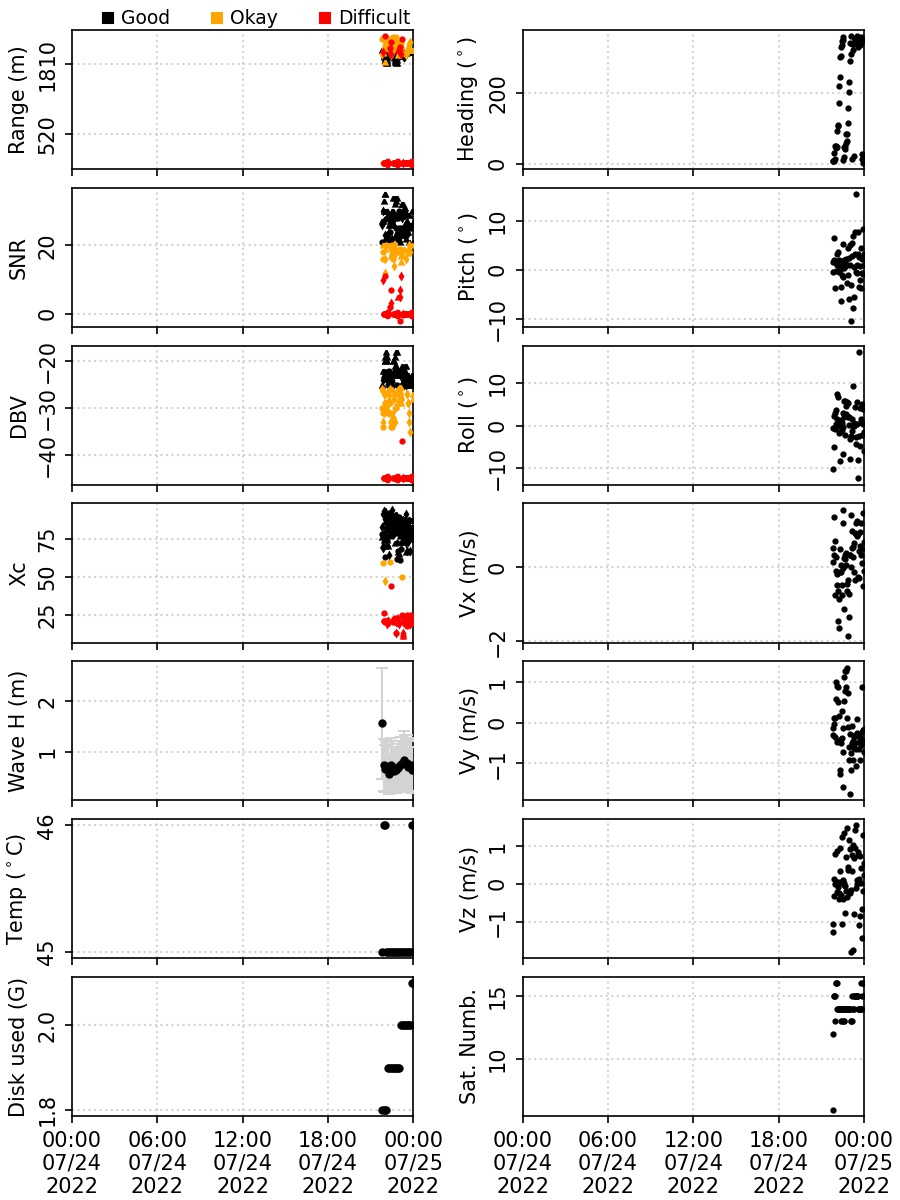 Good Okay Difficult
Range (m)
1810
520
Heading (°)
200
0
SNR
20
0
Pitch (°)
10
0
−10
DBV
−20
−30
−40
Roll (°)
10
0
−10
Xc
75
50
25
Vx (m/s)
0
−2
Wave H (m)
2
1
Vy (m/s)
1
0
−1
Temp (°C)
46
45
Vz (m/s)
1
0
−1
Disk used (G)
2.0
1.8
Sat. Numb.
15
10
00:00 06:00 12:00 18:00 00:00
07/24 07/24 07/24 07/24 07/25
2022 2022 2022 2022 2022
00:00 06:00 12:00 18:00 00:00
07/24 07/24 07/24 07/24 07/25
2022 2022 2022 2022 2022